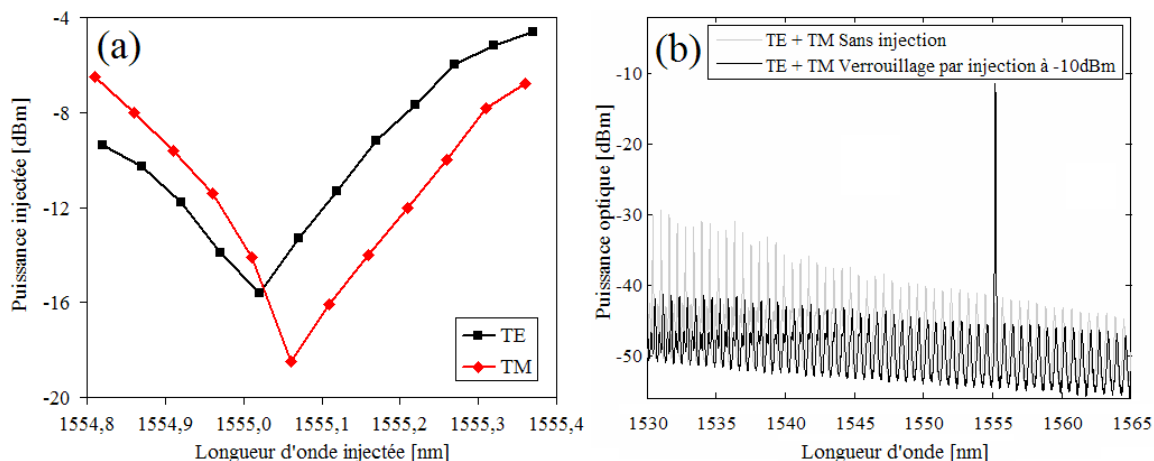 (a)
Puissance injectée [dBm]
-4
-8
-12
-16
-20
TE
TM
1554,8 1554,9 1555,0 1555,1 1555,2 1555,3 1555,4
Longueur d'onde injectée [nm]
(b)
TE + TM Sans injection
TE + TM Verrouillage par injection à -10dBm
Puissance optique [dBm]
-10
-20
-30
-40
-50
1530 1535 1540 1545 1550 1555 1560 1565
Longueur d'onde [nm]